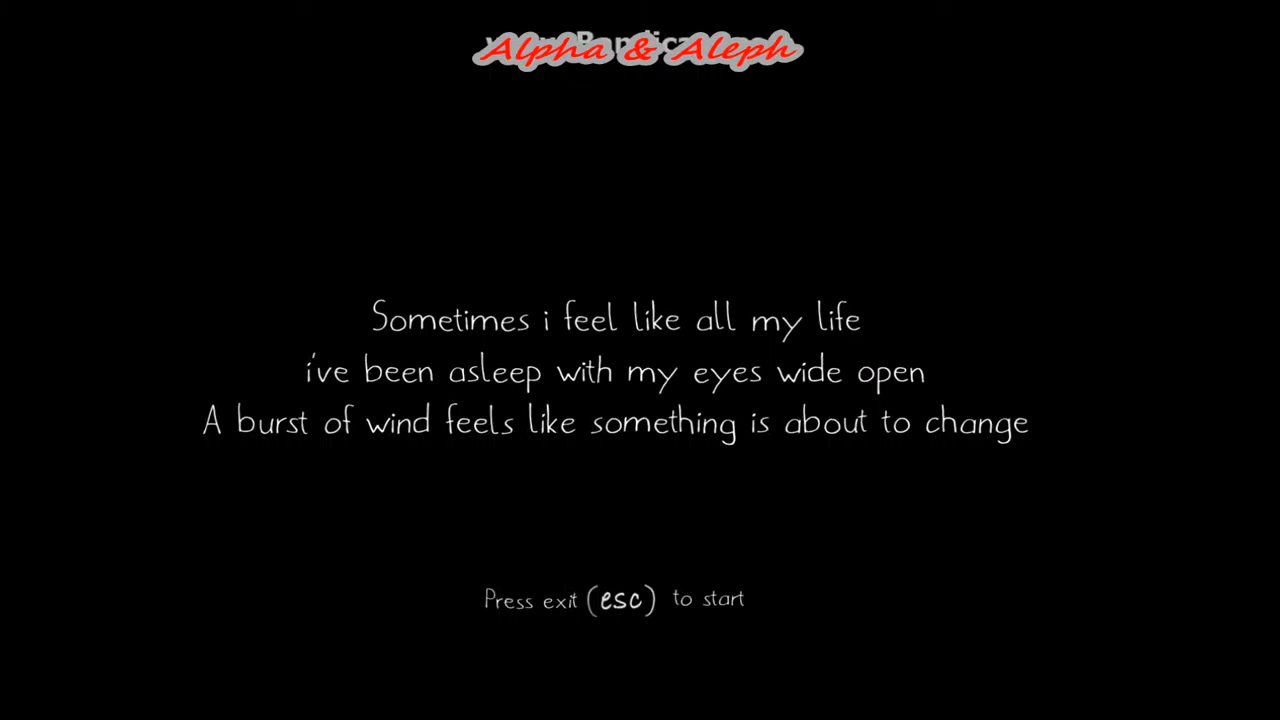 Alpha & Aleph
Sometimes i feel like all my life
i've been asleep with my eyes wide open
A burst of wind feels like something is about to change
Press exit (esc) to start